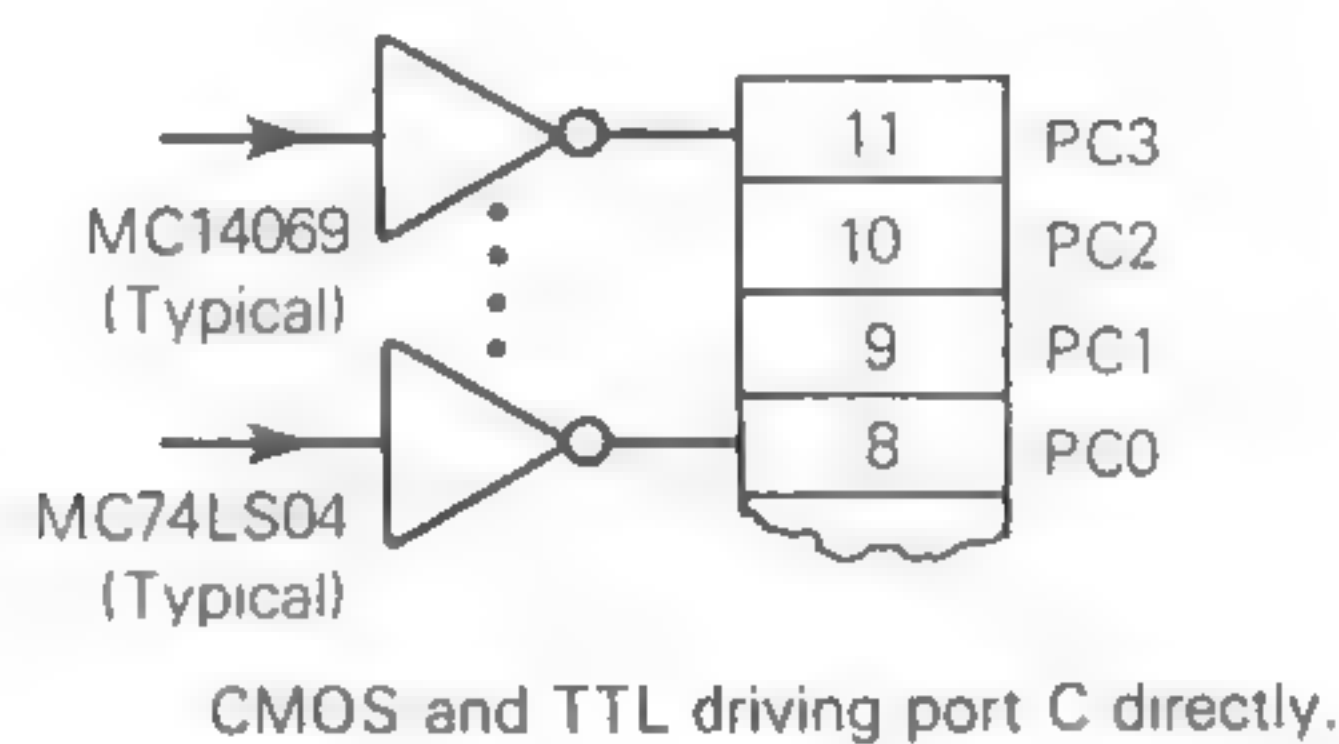 11 PC3
MC14069
(Typical)
10 PC2
9 PC1
8 PC0
MC74LS04
(Typical)
CMOS and TTL driving port C directly.